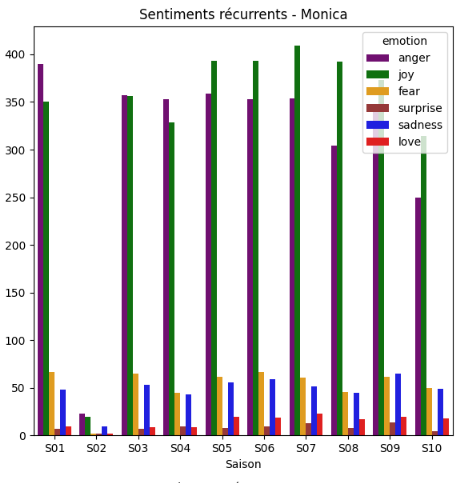 Sentiments récurrents - Monica
emotion
anger
joy
fear
surprise
sadness
love
400
350
300
250
200
150
100
50
0
S01 S02 S03 S04 S05 S06 S07 S08 S09 S10
Saison